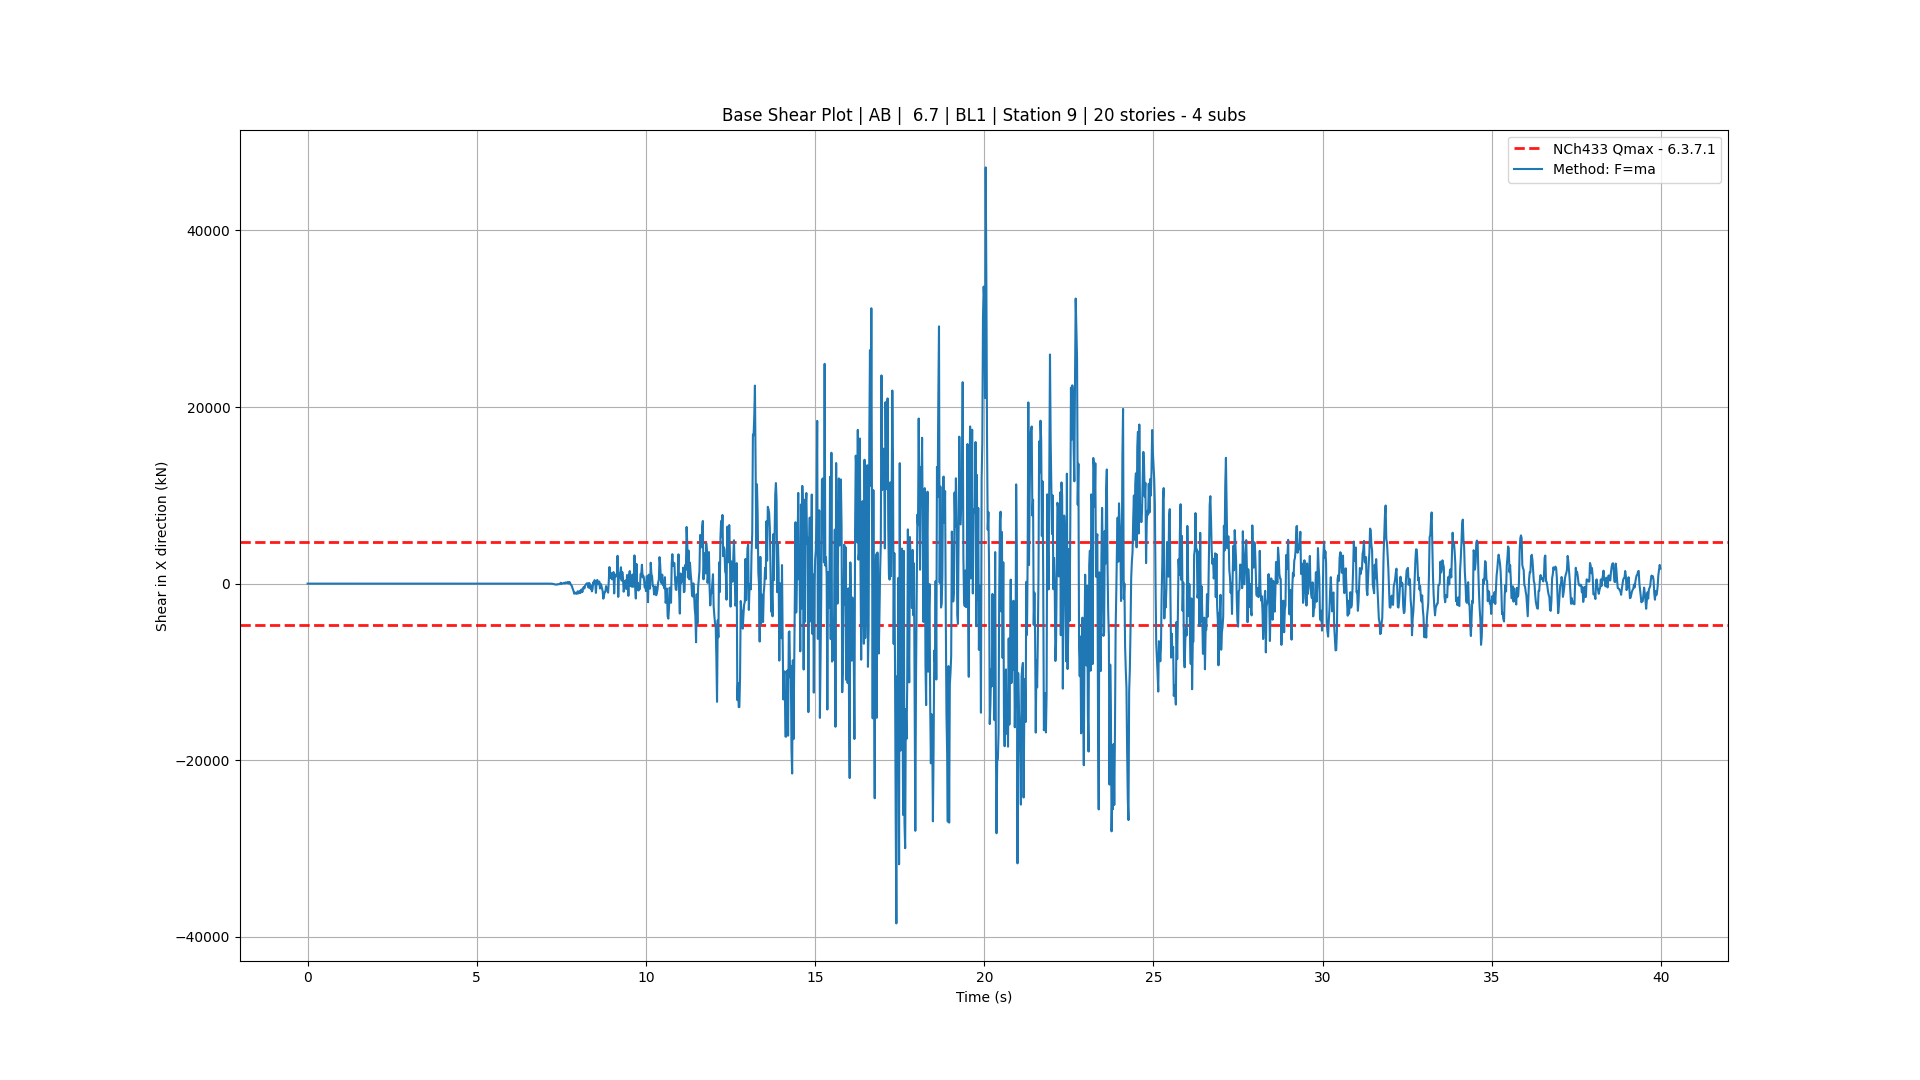 Base Shear Plot | AB |  6.7 | BL1 | Station 9 | 20 stories - 4 subs
NCh433 Qmax - 6.3.7.1
Method: F=ma
Shear in X direction (kN)
40000
20000
0
−20000
−40000
0 5 10 15 20 25 30 35 40
Time (s)